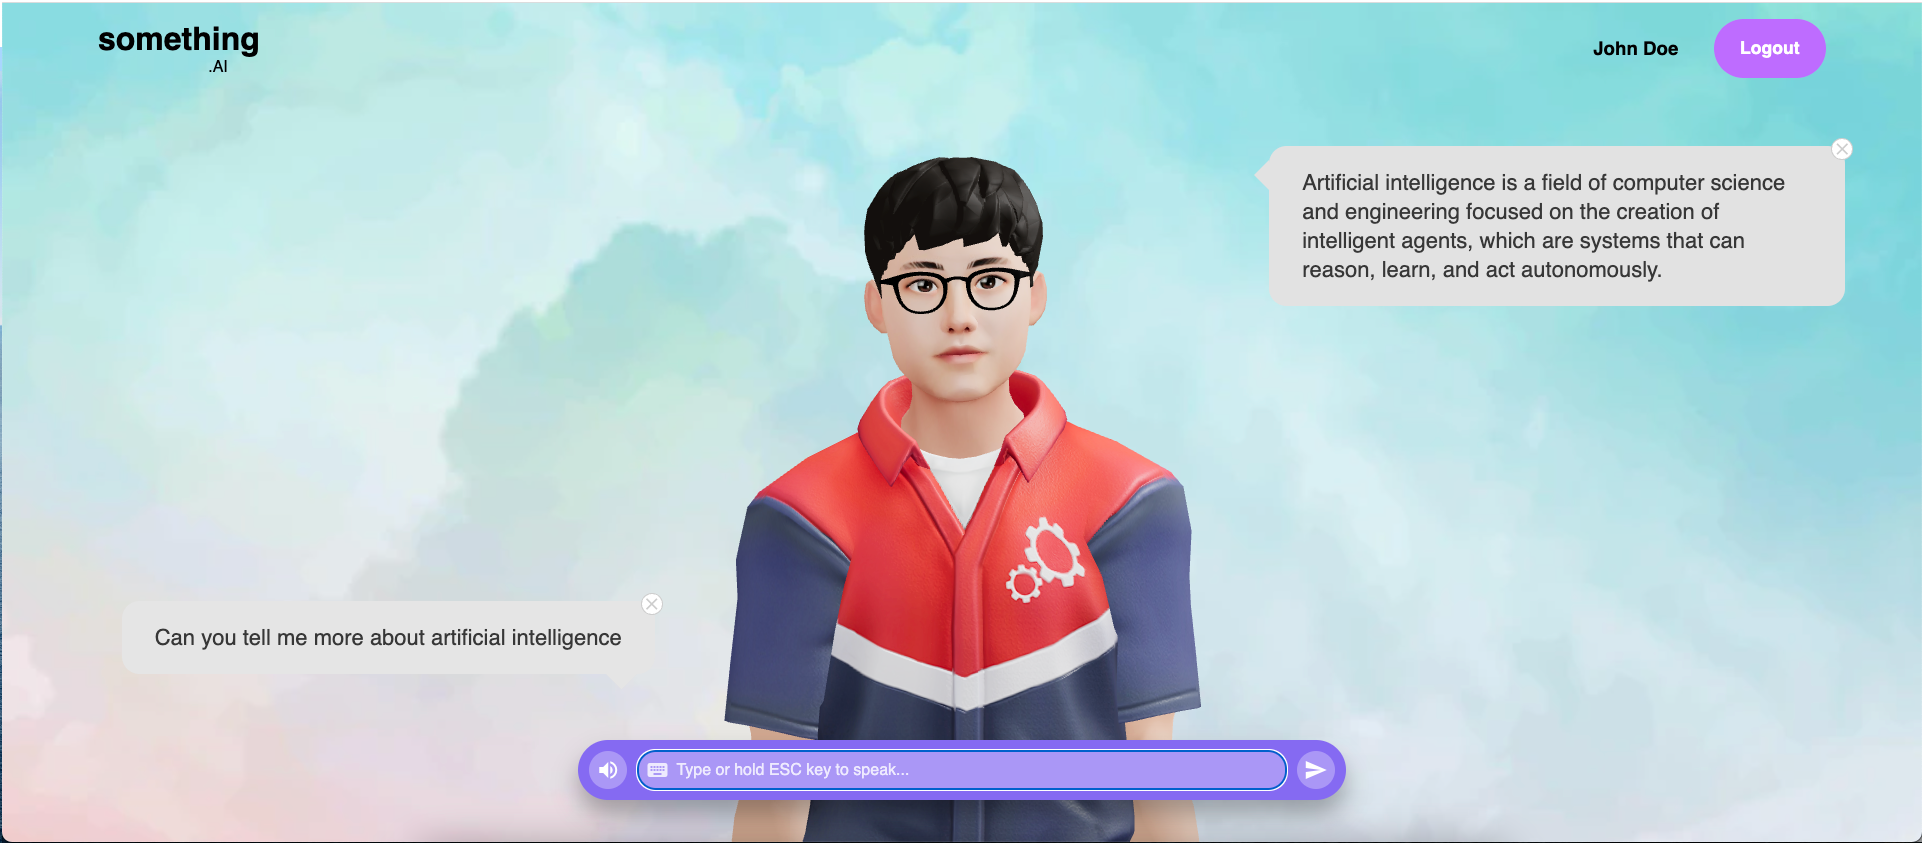 something
.AI
John Doe
Logout
Artificial intelligence is a field of computer science
and engineering focused on the creation of
intelligent agents, which are systems that can
reason, learn, and act autonomously.
Can you tell me more about artificial intelligence
Type or hold ESC key to speak...